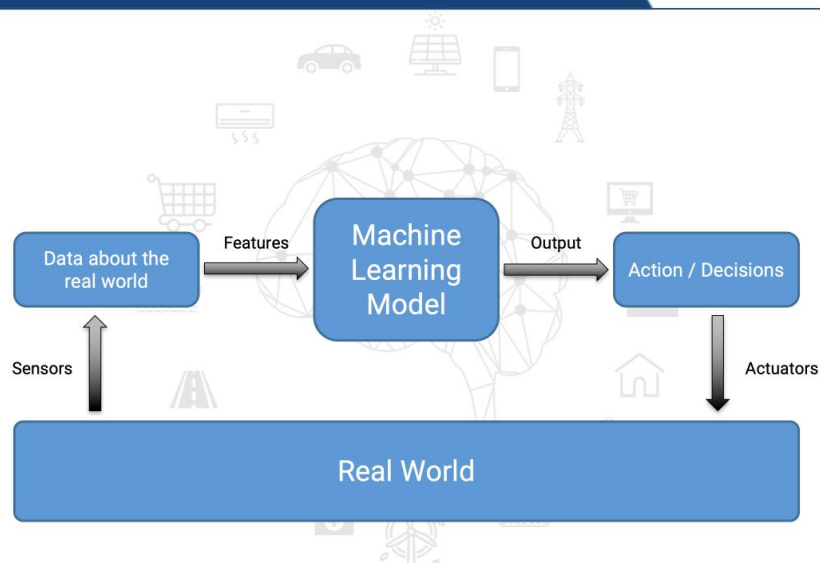 Data about the
real world
Features
Machine
Learning
Model
Output
Action / Decisions
Sensors
Actuators
Real World